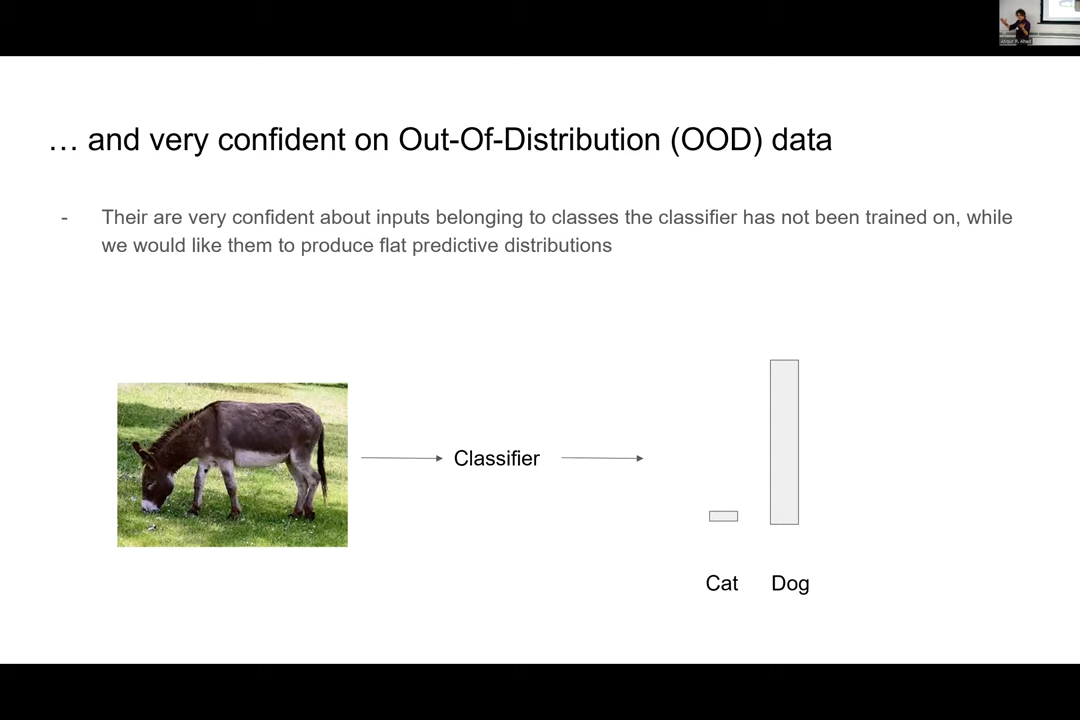 … and very confident on Out-Of-Distribution (OOD) data
- Their are very confident about inputs belonging to classes the classifier has not been trained on, while
we would like them to produce flat predictive distributions
Classifier
Cat Dog